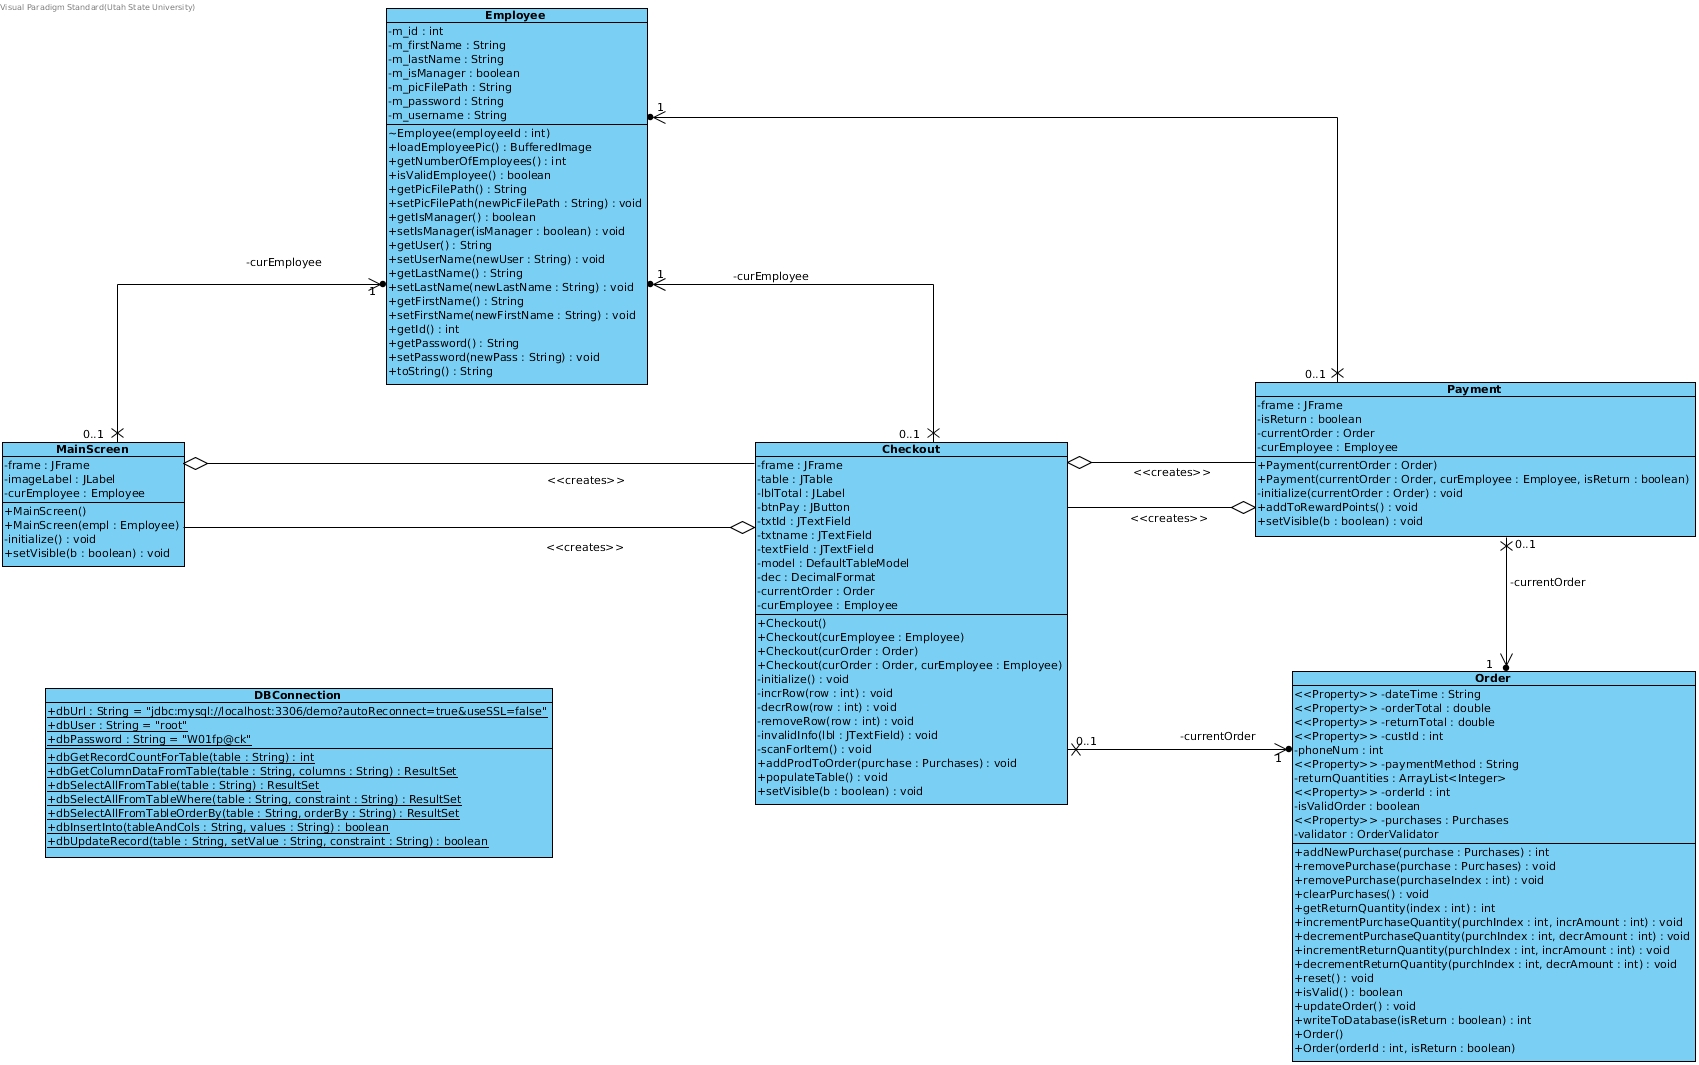 Visual Paradigm Standard(Utah State University)
Employee
-m_id : int
-m_firstName : String
-m_lastName : String
-m_isManager : boolean
-m_picFilePath : String
-m_password : String
-m_username : String
~Employee(employeeId : int)
+loadEmployeePic() : BufferedImage
+getNumberOfEmployees() : int
+isValidEmployee() : boolean
+getPicFilePath() : String
+setPicFilePath(newPicFilePath : String) : void
+getIsManager() : boolean
+setIsManager(isManager : boolean) : void
+getUser() : String
+setUserName(newUser : String) : void
+getLastName() : String
+setLastName(newLastName : String) : void
+getFirstName() : String
+setFirstName(newFirstName : String) : void
+getId() : int
+getPassword() : String
+setPassword(newPass : String) : void
+toString() : String
1
-curEmployee
1
1
-curEmployee
0..1
0..1
0..1
MainScreen
-frame : JFrame
-imageLabel : JLabel
-curEmployee : Employee
+MainScreen()
+MainScreen(empl : Employee)
-initialize() : void
+setVisible(b : boolean) : void
<<creates>>
<<creates>>
Checkout
-frame : JFrame
-table : JTable
-lblTotal : JLabel
-btnPay : JButton
-txtId : JTextField
-txtname : JTextField
-textField : JTextField
-model : DefaultTableModel
-dec : DecimalFormat
-currentOrder : Order
-curEmployee : Employee
+Checkout()
+Checkout(curEmployee : Employee)
+Checkout(curOrder : Order)
+Checkout(curOrder : Order, curEmployee : Employee)
-initialize() : void
-incrRow(row : int) : void
-decrRow(row : int) : void
-removeRow(row : int) : void
-invalidInfo(lbl : JTextField) : void
-scanForItem() : void
+addProdToOrder(purchase : Purchases) : void
+populateTable() : void
+setVisible(b : boolean) : void
<<creates>>
<<creates>>
Payment
-frame : JFrame
-isReturn : boolean
-currentOrder : Order
-curEmployee : Employee
+Payment(currentOrder : Order)
+Payment(currentOrder : Order, curEmployee : Employee, isReturn : boolean)
-initialize(currentOrder : Order) : void
+addToRewardPoints() : void
+setVisible(b : boolean) : void
0..1
-currentOrder
1
0..1
-currentOrder
1
DBConnection
+dbUrl : String = "jdbc:mysql://localhost:3306/demo?autoReconnect=true&useSSL=false"
+dbUser : String = "root"
+dbPassword : String = "W01fp@ck"
+dbGetRecordCountForTable(table : String) : int
+dbGetColumnDataFromTable(table : String, columns : String) : ResultSet
+dbSelectAllFromTable(table : String) : ResultSet
+dbSelectAllFromTableWhere(table : String, constraint : String) : ResultSet
+dbSelectAllFromTableOrderBy(table : String, orderBy : String) : ResultSet
+dbInsertInto(tableAndCols : String, values : String) : boolean
+dbUpdateRecord(table : String, setValue : String, constraint : String) : boolean
Order
<<Property>> -dateTime : String
<<Property>> -orderTotal : double
<<Property>> -returnTotal : double
<<Property>> -custId : int
-phoneNum : int
<<Property>> -paymentMethod : String
-returnQuantities : ArrayList<Integer>
<<Property>> -orderId : int
-isValidOrder : boolean
<<Property>> -purchases : Purchases
-validator : OrderValidator
+addNewPurchase(purchase : Purchases) : int
+removePurchase(purchase : Purchases) : void
+removePurchase(purchaseIndex : int) : void
+clearPurchases() : void
+getReturnQuantity(index : int) : int
+incrementPurchaseQuantity(purchIndex : int, incrAmount : int) : void
+decrementPurchaseQuantity(purchIndex : int, decrAmount : int) : void
+incrementReturnQuantity(purchIndex : int, incrAmount : int) : void
+decrementReturnQuantity(purchIndex : int, decrAmount : int) : void
+reset() : void
+isValid() : boolean
+updateOrder() : void
+writeToDatabase(isReturn : boolean) : int
+Order()
+Order(orderId : int, isReturn : boolean)